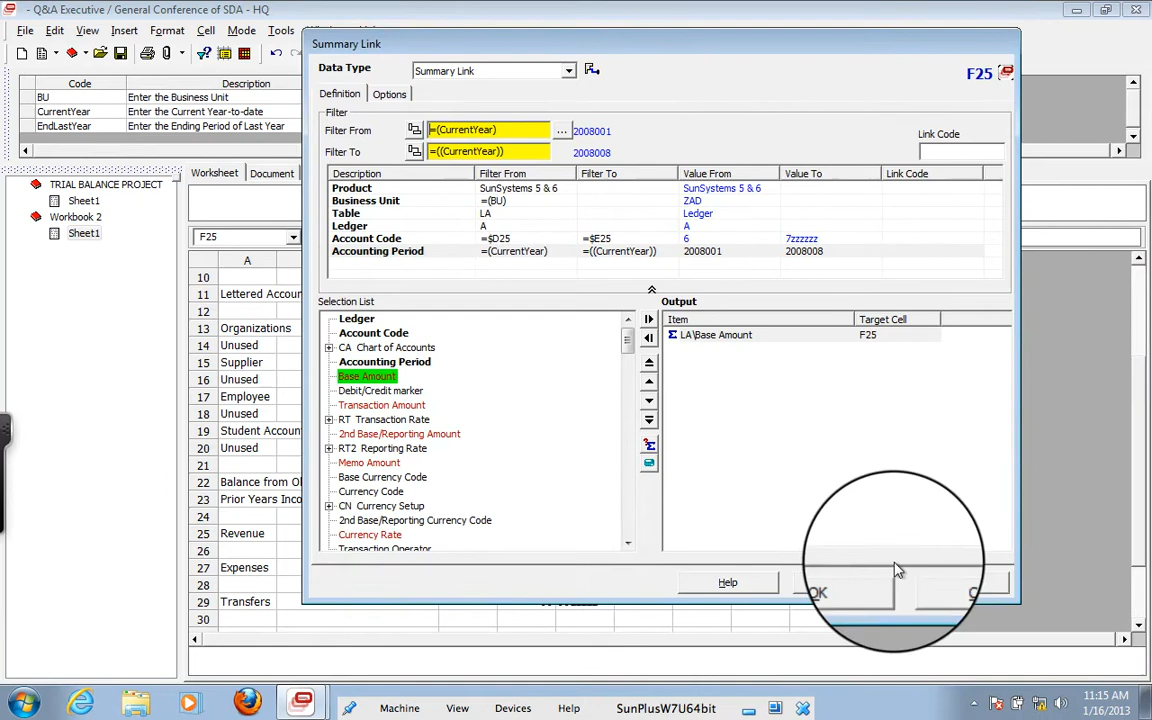 - Q&A Executive / General Conference of SDA - HQ
File Edit View Insert Format Cell Mode Tools
Code Description
BU Enter the Business Unit
CurrentYear Enter the Current Year-to-date
EndLastYear Enter the Ending Period of Last Year
TRIAL BALANCE PROJECT
Sheet1
Workbook 2
Sheet1
Worksheet Document
F25
A
10
11 Lettered Accoun
12
13 Organizations
14 Unused
15 Supplier
16 Unused
17 Employee
18 Unused
19 Student Accoun
20 Unused
21
22 Balance from Ol
23 Prior Years Inco
24
25 Revenue
26
27 Expenses
28
29 Transfers
30
Summary Link
Data Type Summary Link F25
Definition Options
Filter
Filter From =(CurrentYear) ... 2008001
Filter To =((CurrentYear)) 2008008
Link Code
Description Filter From Filter To Value From Value To Link Code
Product SunSystems 5 & 6 SunSystems 5 & 6
Business Unit =(BU) ZAD
Table LA Ledger
Ledger A A
Account Code =$D25 =$E25 6 7zzzzzz
Accounting Period =(CurrentYear) =((CurrentYear)) 2008001 2008008
Selection List
Ledger
Account Code
CA Chart of Accounts
Accounting Period
Base Amount
Debit/Credit marker
Transaction Amount
RT Transaction Rate
2nd Base/Reporting Amount
RT2 Reporting Rate
Memo Amount
Base Currency Code
Currency Code
CN Currency Setup
2nd Base/Reporting Currency Code
Currency Rate
Transaction Operator
Output
Item Target Cell
LA\Base Amount F25
Help OK C
Machine View Devices Help SunPlusW7U64bit
11:15 AM
1/16/2013